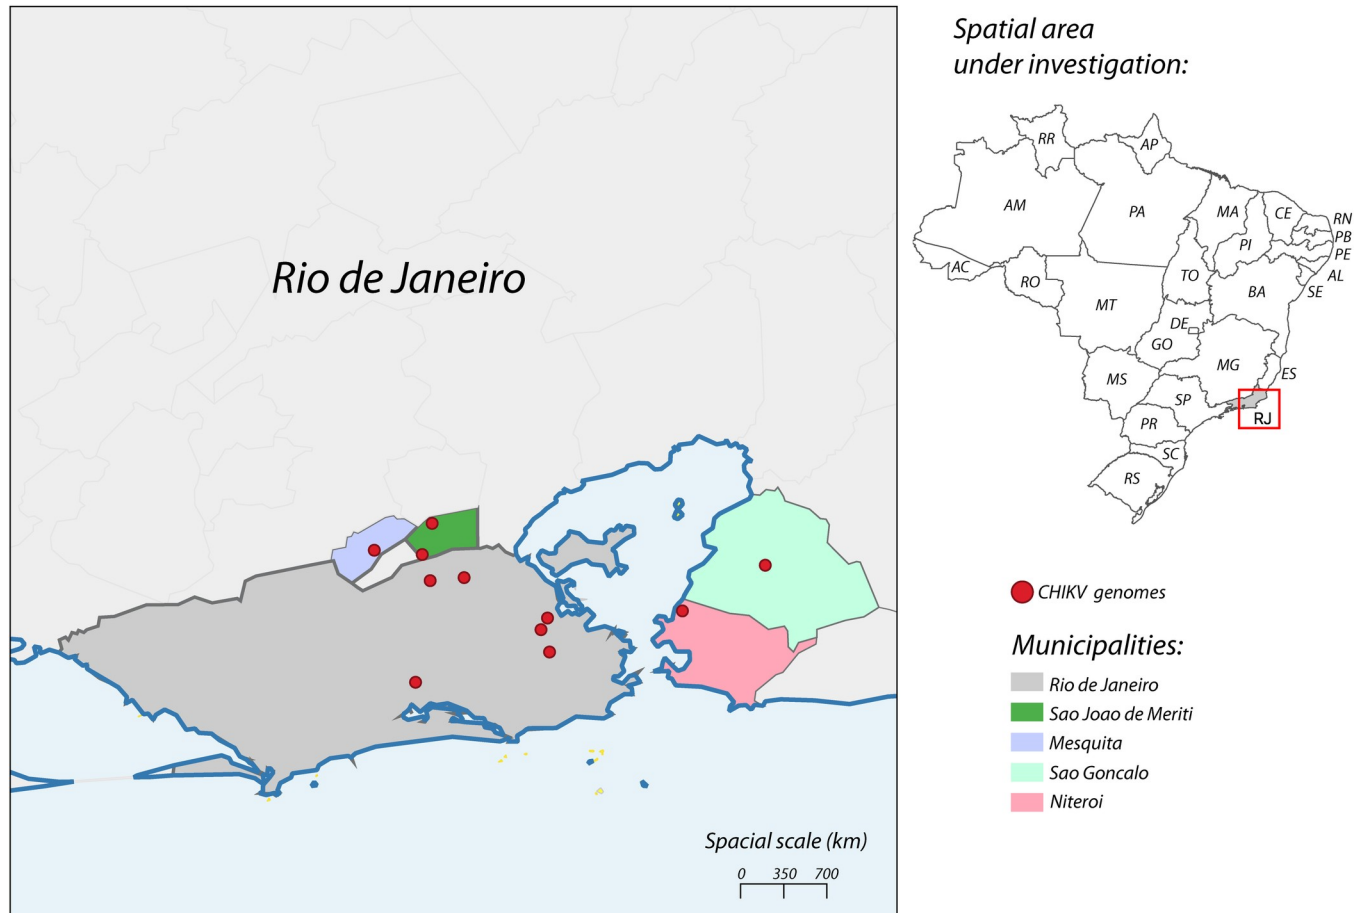 Rio de Janeiro
Spacial scale (km)
0 350 700
Spatial area
under investigation:
RR
AP
AM
PA
MA
CE
RN
PB
PE
AL
SE
PI
AC
RO
TO
BA
MT
DE
GO
MG
MS
ES
SP
RJ
PR
SC
RS
CHIKV genomes
Municipalities:
Rio de Janeiro
Sao Joao de Meriti
Mesquita
Sao Goncalo
Niteroi